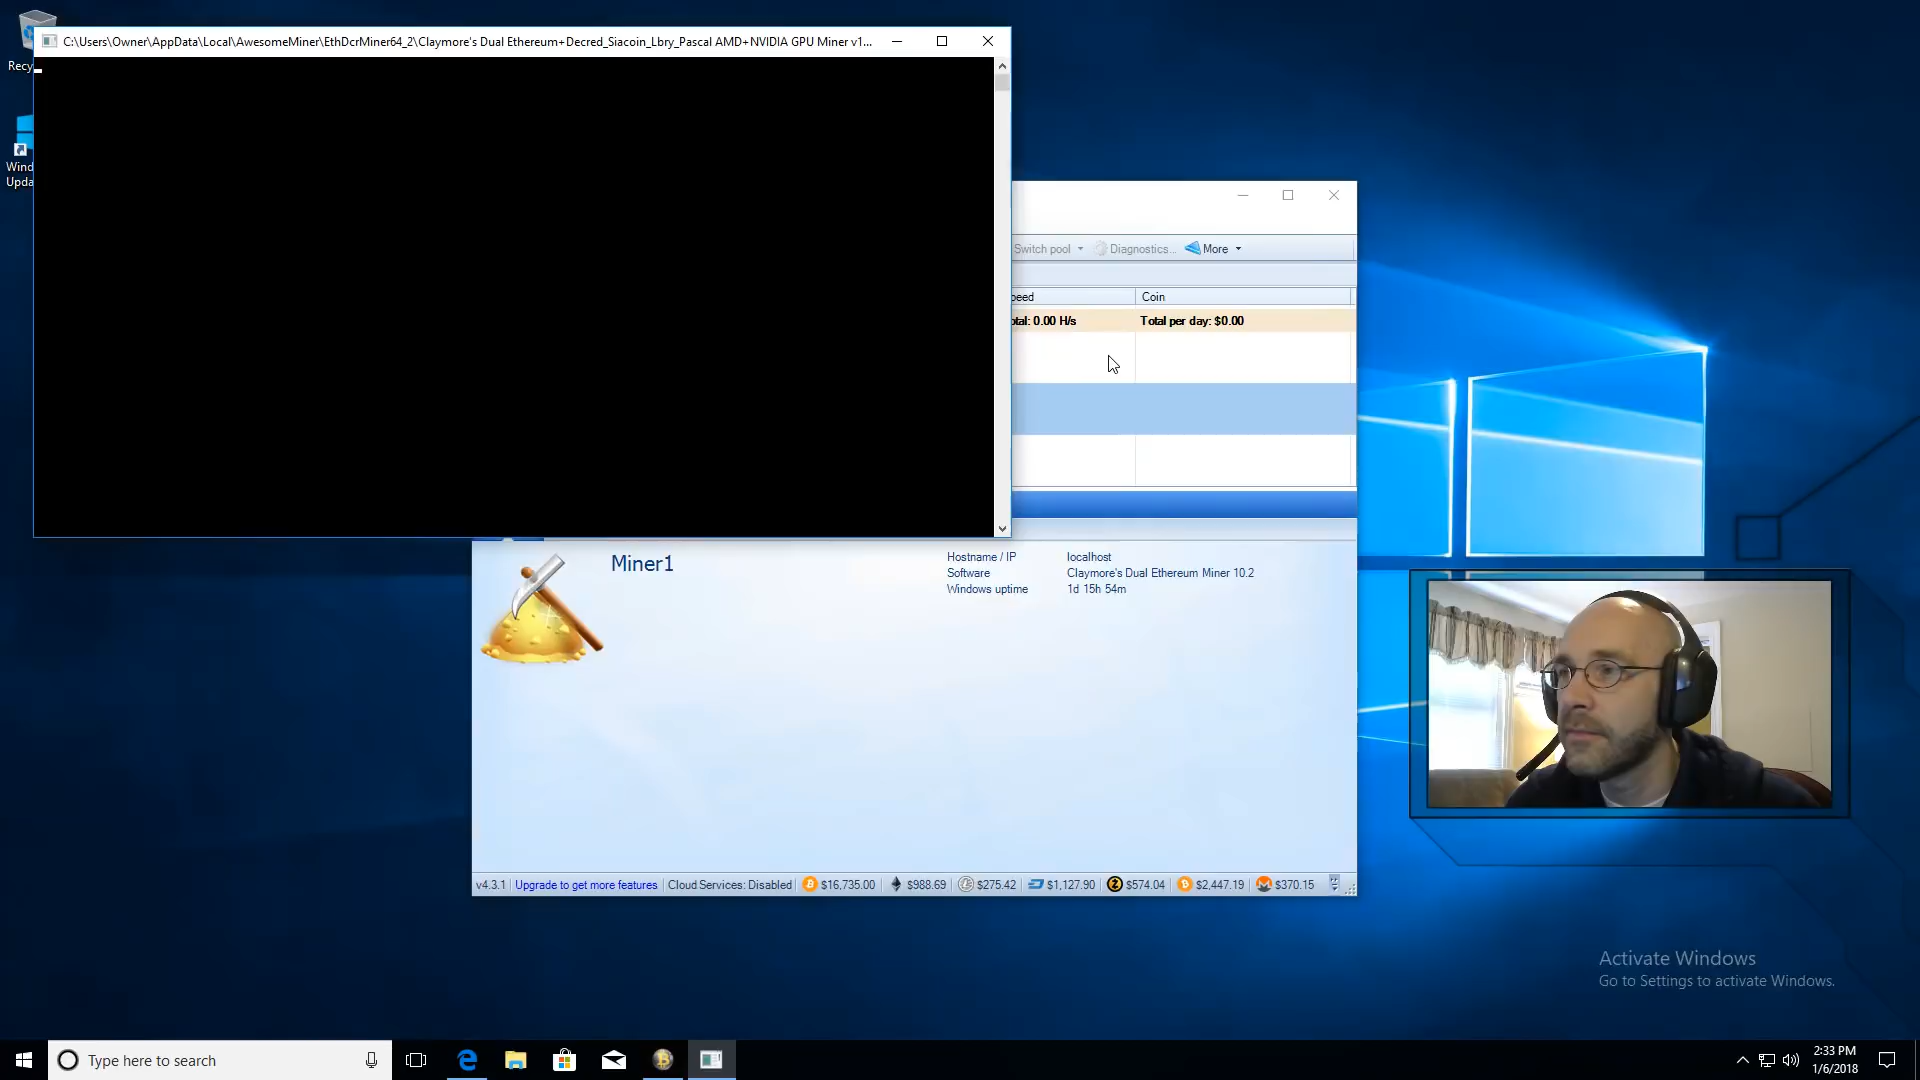 Recy
C:\Users\Owner\AppData\Local\AwesomeMiner\EthDcrMiner64_2\Claymore's Dual Ethereum+Decred_Siacoin_Lbry_Pascal AMD+NVIDIA GPU Miner v1...
Wind
Upda
Switch pool
Diagnostics...
More
peed
Coin
otal: 0.00 H/s
Total per day: $0.00
Miner1
Hostname / IP
localhost
Software
Claymore's Dual Ethereum Miner 10.2
Windows uptime
1d 15h 54m
v4.3.1
Upgrade to get more features
Cloud Services: Disabled
$16,735.00
$988.69
$275.42
$1,127.90
$574.04
$2,447.19
$370.15
Activate Windows
Go to Settings to activate Windows.
Type here to search
2:33 PM
1/6/2018